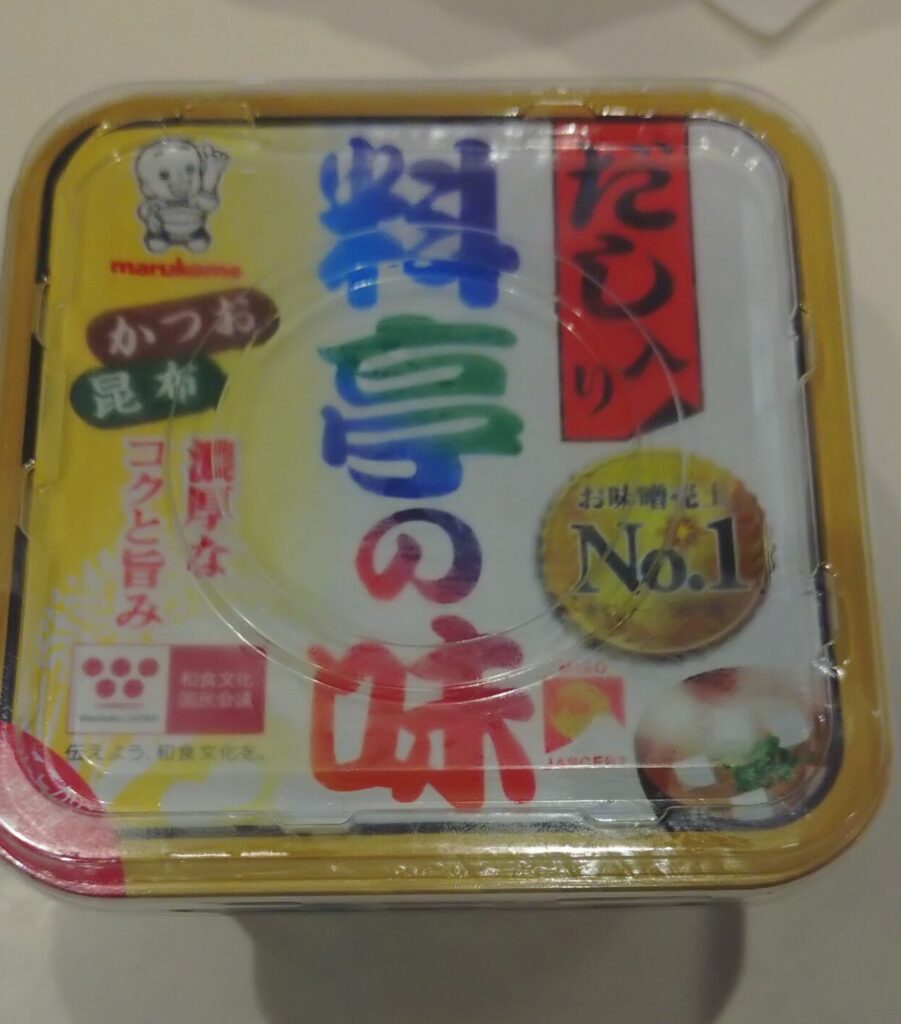 だし入り
料亭の味
marukome
かつお
昆布
濃厚な
コクと旨み
お味噌売上
No.1
和食文化
国民会議
伝えよう、和食文化を。